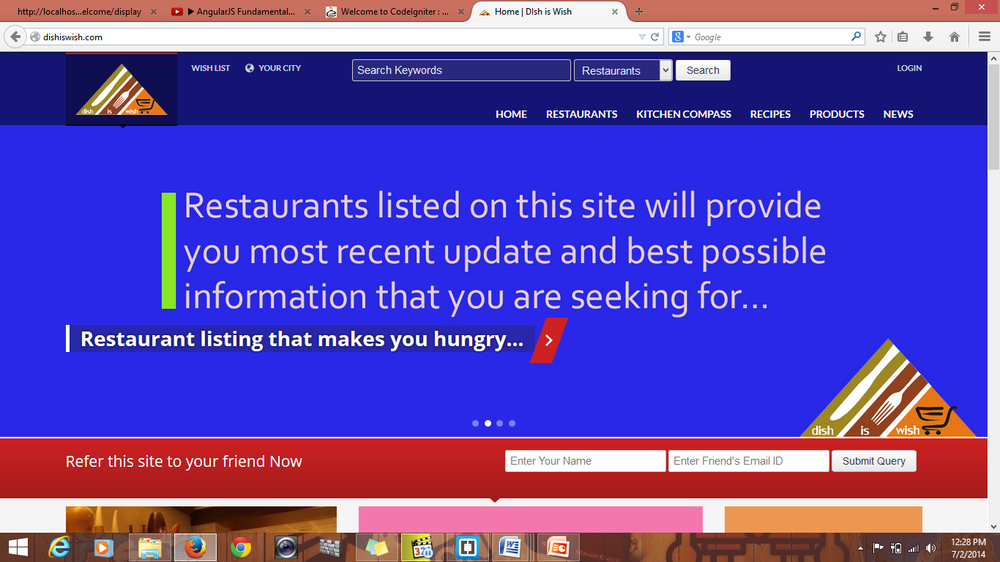 http://localhos...elcome/display
▶ AngularJS Fundamental...
Welcome to CodeIgniter : ...
Home | DIsh is Wish
dishiswish.com
Google
dish is wish
WISH LIST
YOUR CITY
Search Keywords
Restaurants
Search
LOGIN
HOME
RESTAURANTS
KITCHEN COMPASS
RECIPES
PRODUCTS
NEWS
Restaurants listed on this site will provide
you most recent update and best possible
information that you are seeking for...
Restaurant listing that makes you hungry...
dish is wish
Refer this site to your friend Now
Enter Your Name
Enter Friend's Email ID
Submit Query
12:28 PM
7/2/2014